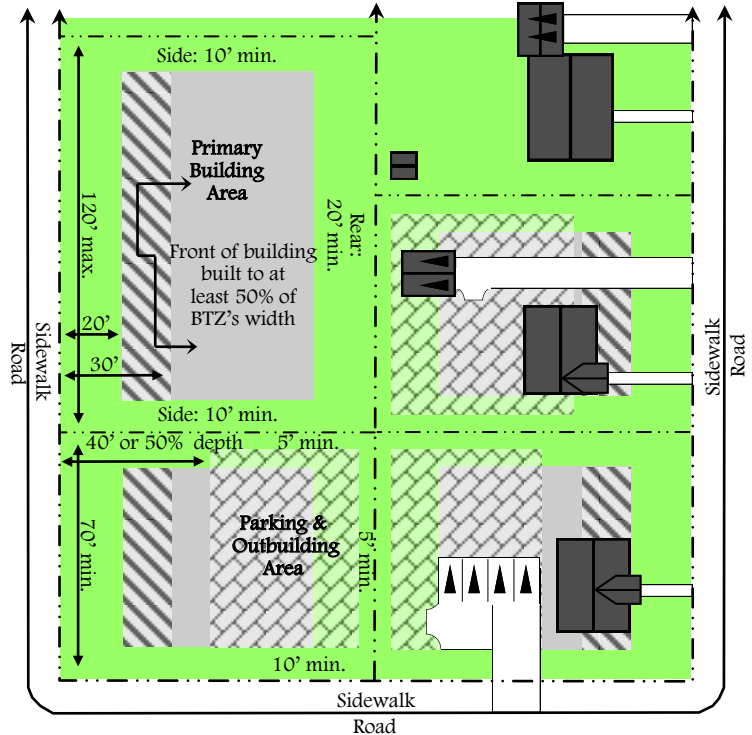 Side: 10' min.
Primary
Building
Area
120' max.
Rear:
20' min.
Front of building
built to at
least 50% of
BTZ's width
20'
30'
Sidewalk
Road
Sidewalk
Road
Side: 10' min.
40' or 50% depth
5' min.
70' min.
Parking &
Outbuilding
Area
5' min.
10' min.
Sidewalk
Road